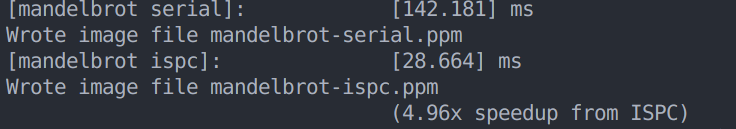 [mandelbrot serial]:		[142.181] ms
Wrote image file mandelbrot-serial.ppm
[mandelbrot ispc]:		[28.664] ms
Wrote image file mandelbrot-ispc.ppm
				(4.96x speedup from ISPC)